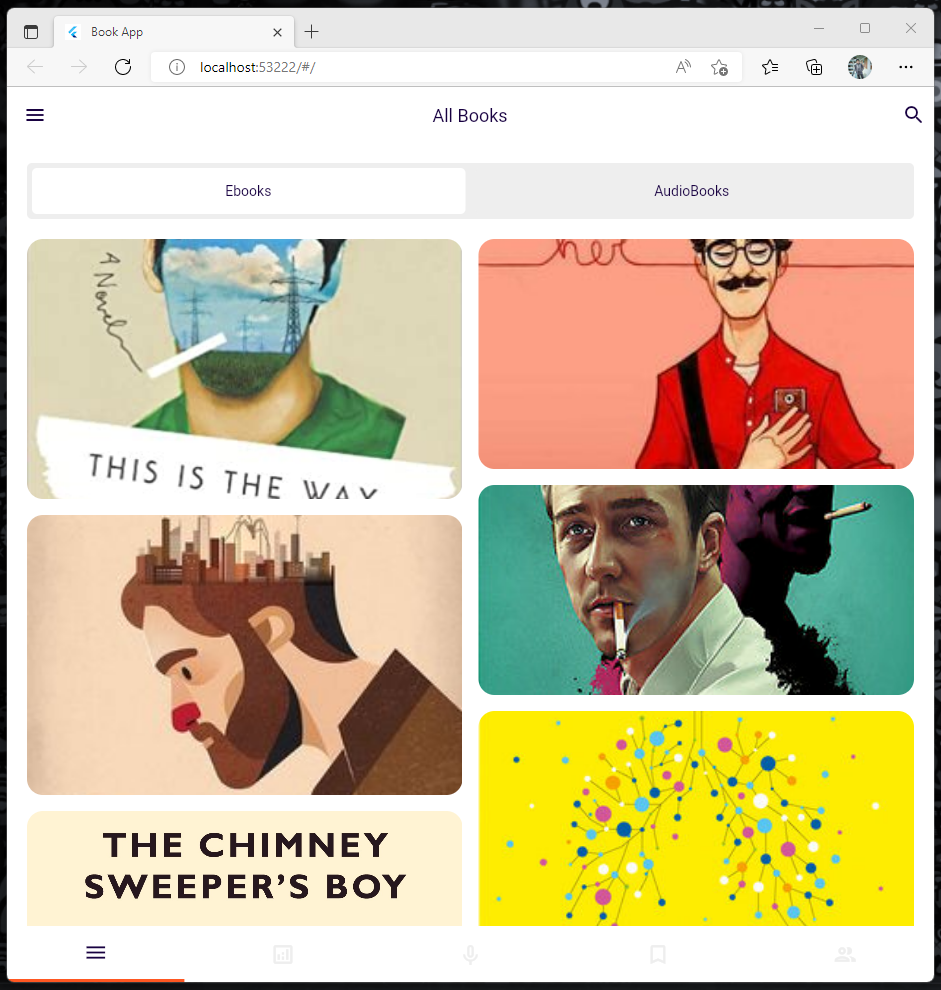 Book App
localhost:53222/#/
All Books
Ebooks
AudioBooks
A Novel
her
THIS IS THE WAY
THE CHIMNEY
SWEEPER'S BOY